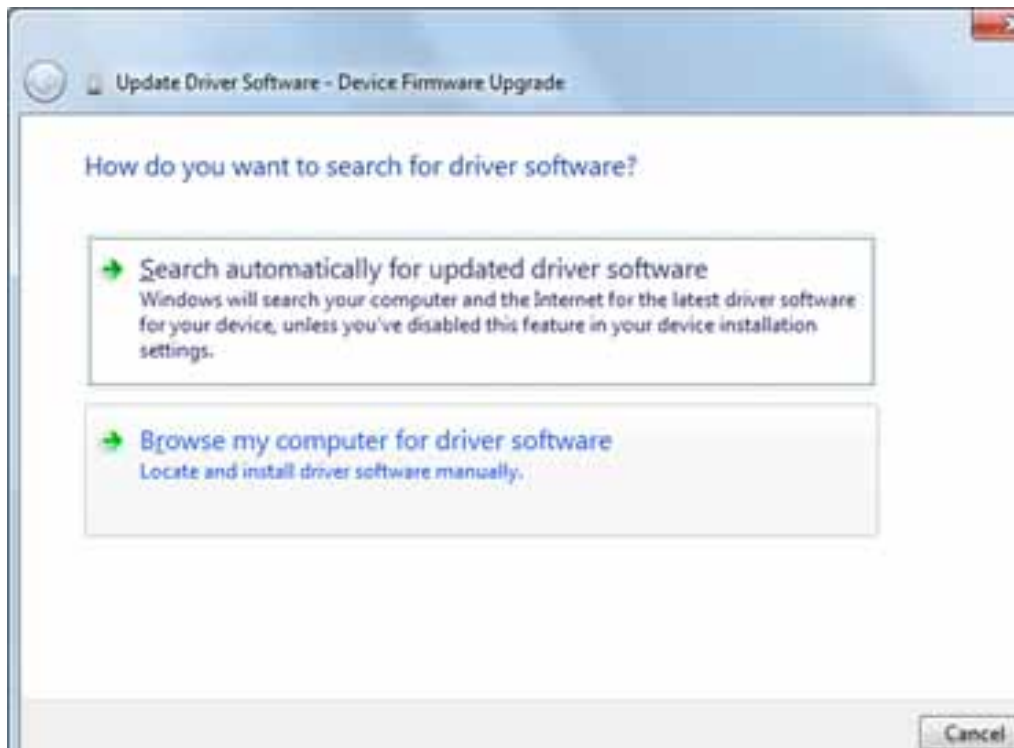 Update Driver Software - Device Firmware Upgrade
How do you want to search for driver software?
Search automatically for updated driver software
Windows will search your computer and the Internet for the latest driver software
for your device, unless you've disabled this feature in your device installation
settings.
Browse my computer for driver software
Locate and install driver software manually.
Cancel